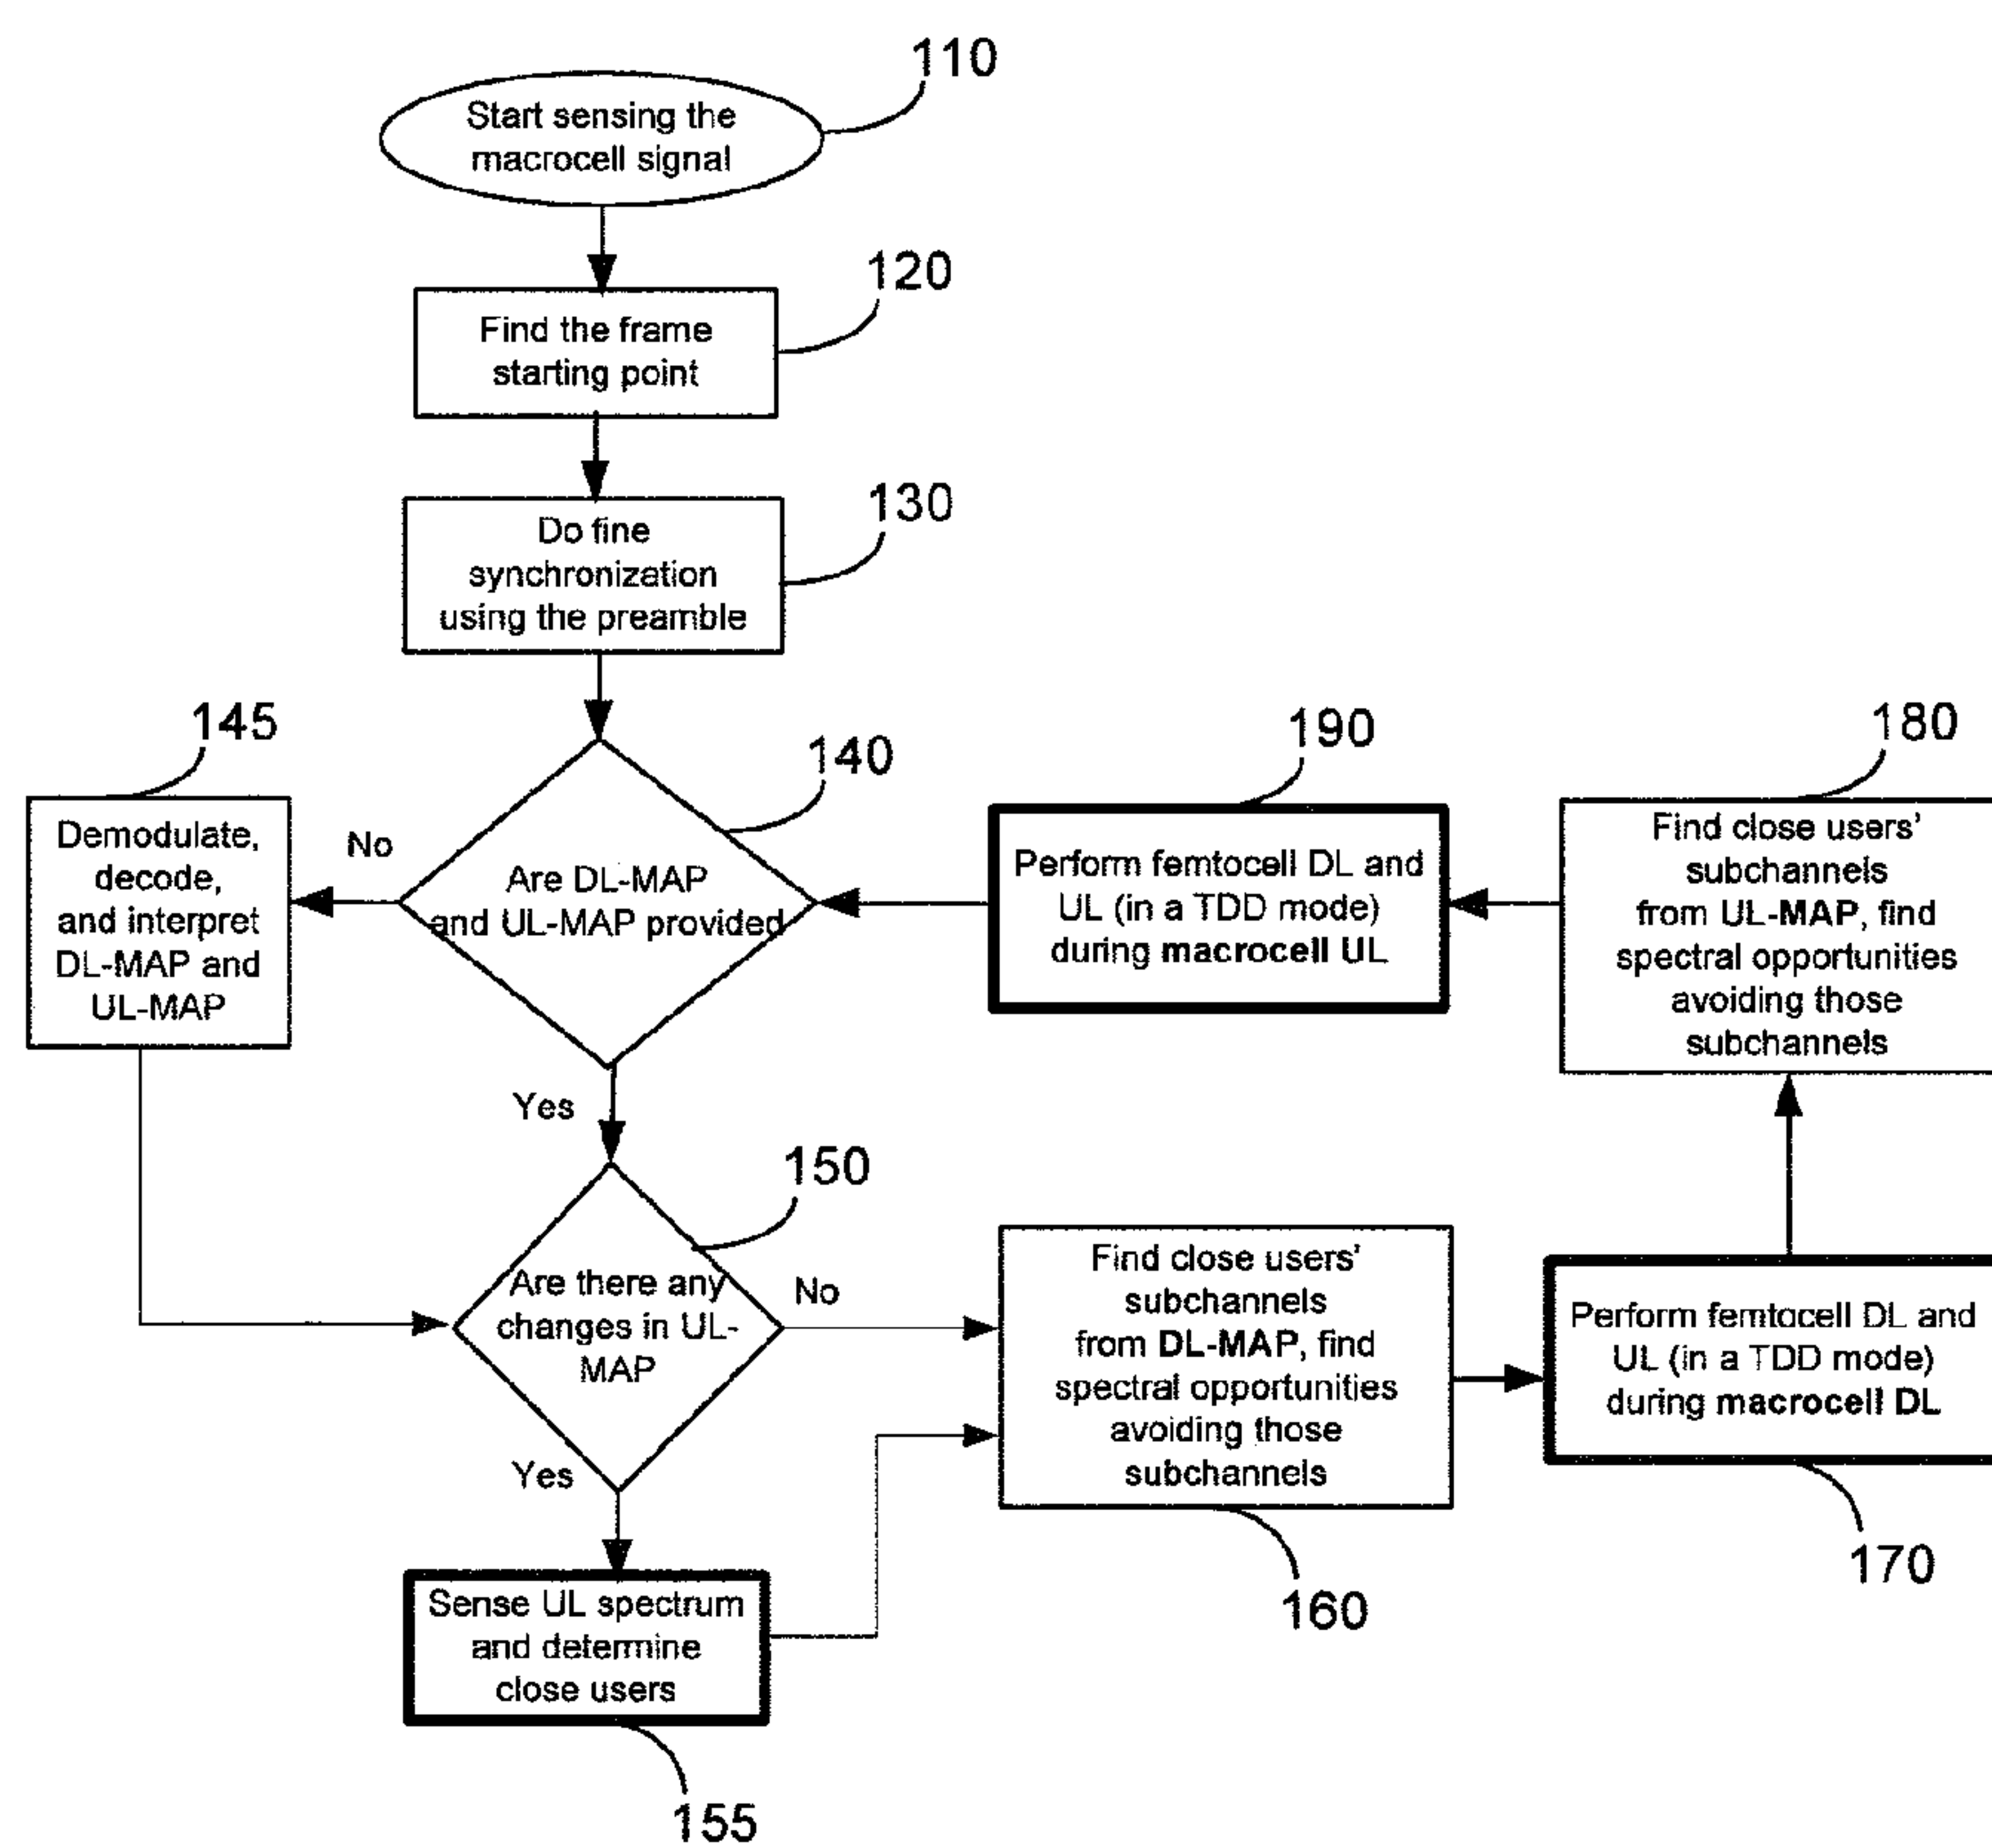 110
Start sensing the
macrocell signal
120
Find the frame
starting point
130
Do fine
synchronization
using the preamble
145
Demodulate,
decode,
and interpret
DL-MAP and
UL-MAP
No
140
Are DL-MAP
and UL-MAP provided
190
Perform femtocell DL and
UL (in a TDD mode)
during macrocell UL
180
Find close users'
subchannels
from UL-MAP, find
spectral opportunities
avoiding those
subchannels
Yes
150
Are there any
changes in UL-
MAP
No
Find close users'
subchannels
from DL-MAP, find
spectral opportunities
avoiding those
subchannels
160
Perform femtocell DL and
UL (in a TDD mode)
during macrocell DL
170
Yes
Sense UL spectrum
and determine
close users
155